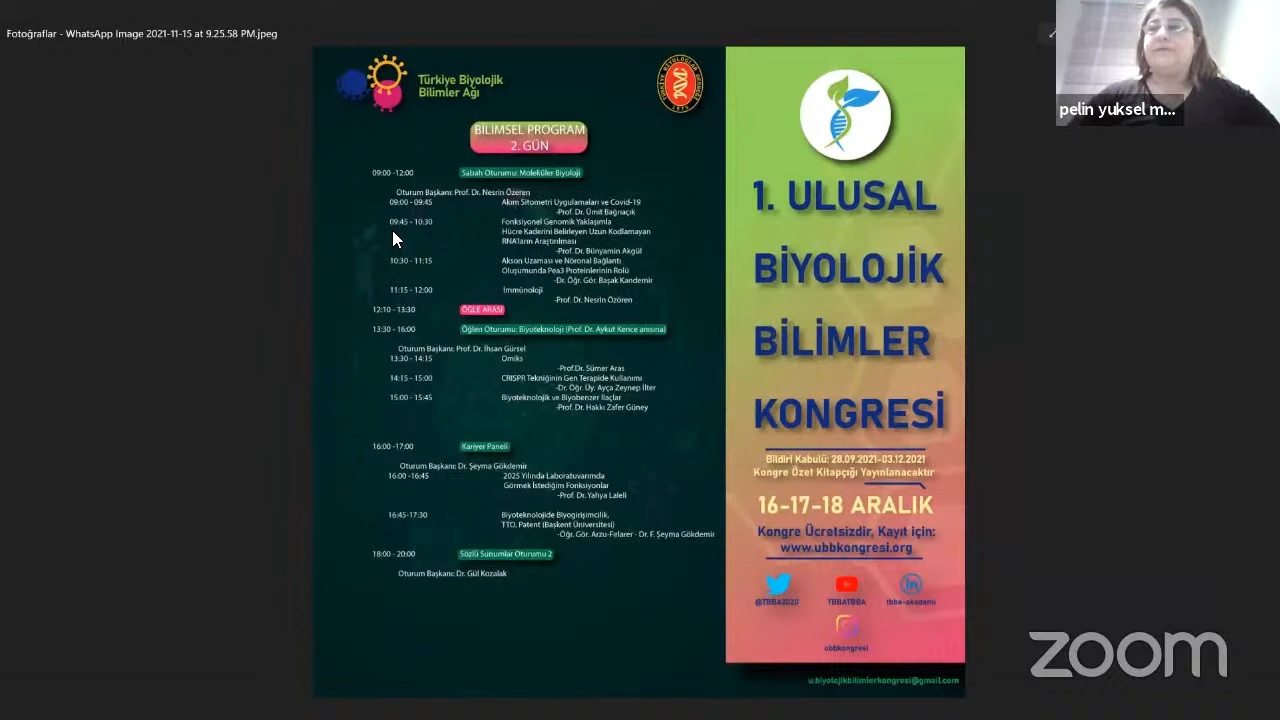 Fotoğraflar - WhatsApp Image 2021-11-15 at 9.25.58 PM.jpeg
pelin yuksel m...
Türkiye Biyolojik
Bilimler Ağı
BİLİMSEL PROGRAM
2. GÜN
09:00 -12:00 Sabah Oturumu: Moleküler Biyoloji
Oturum Başkanı: Prof. Dr. Nesrin Özeren
09:00 - 09:45 Akım Sitometri Uygulamaları ve Covid-19
-Prof. Dr. Ümit Bağrıaçık
09:45 - 10:30 Fonksiyonel Genomik Yaklaşımla
Hücre Kaderini Belirleyen Uzun Kodlamayan
RNA'ların Araştırılması
-Prof. Dr. Bünyamin Akgül
10:30 - 11:15 Akson Uzaması ve Nöronal Bağlantı
Oluşumunda Pea3 Proteinlerinin Rolü
-Dr. Öğr. Gör. Başak Kandemir
11:15 - 12:00 İmmünoloji
-Prof. Dr. Nesrin Özören
12:10 - 13:30 ÖĞLE ARASI
13:30 - 16:00 Öğlen Oturumu: Biyoteknoloji (Prof. Dr. Aykut Kence anısına)
Oturum Başkanı: Prof. Dr. İhsan Gürsel
13:30 - 14:15 Omiks
-Prof.Dr. Sümer Aras
14:15 - 15:00 CRISPR Tekniğinin Gen Terapide Kullanımı
-Dr. Öğr. Üy. Ayça Zeynep İlter
15:00 - 15:45 Biyoteknolojik ve Biyobenzer İlaçlar
-Prof. Dr. Hakkı Zafer Güney
16:00 -17:00 Kariyer Paneli
Oturum Başkanı: Dr. Şeyma Gökdemir
16:00 -16:45 2025 Yılında Laboratuvarımda
Görmek İstediğim Fonksiyonlar
-Prof. Dr. Yahya Laleli
16:45-17:30 Biyoteknolojide Biyogirişimcilik,
TTO, Patent (Başkent Üniversitesi)
-Öğr. Gör. Arzu-Fırlarer - Dr. F. Şeyma Gökdemir
18:00 - 20:00 Sözlü Sunumlar Oturumu 2
Oturum Başkanı: Dr. Gül Kozalak
1. ULUSAL
BİYOLOJİK
BİLİMLER
KONGRESİ
Bildiri Kabulü: 28.09.2021-03.12.2021
Kongre Özet Kitapçığı Yayınlanacaktır
16-17-18 ARALIK
Kongre Ücretsizdir, Kayıt için:
www.ubbkongresi.org
@TBBA2020 TBBATBBA tbba-akademi
ubbkongresi
u.biyolojikbilimlerkongresi@gmail.com
zoom